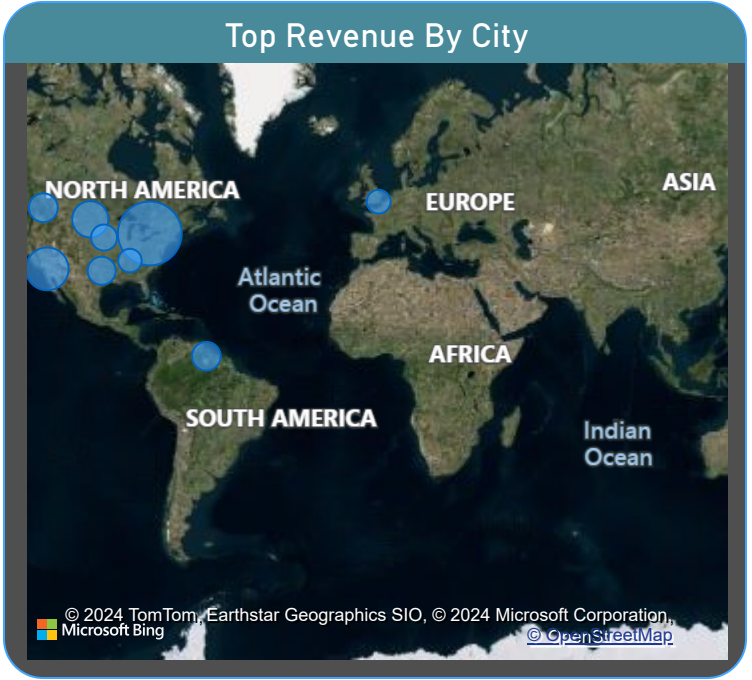 Top Revenue By City
NORTH AMERICA
EUROPE
ASIA
Atlantic
Ocean
AFRICA
SOUTH AMERICA
Indian
Ocean
© 2024 TomTom, Earthstar Geographics SIO, © 2024 Microsoft Corporation,
Microsoft Bing
© OpenStreetMap